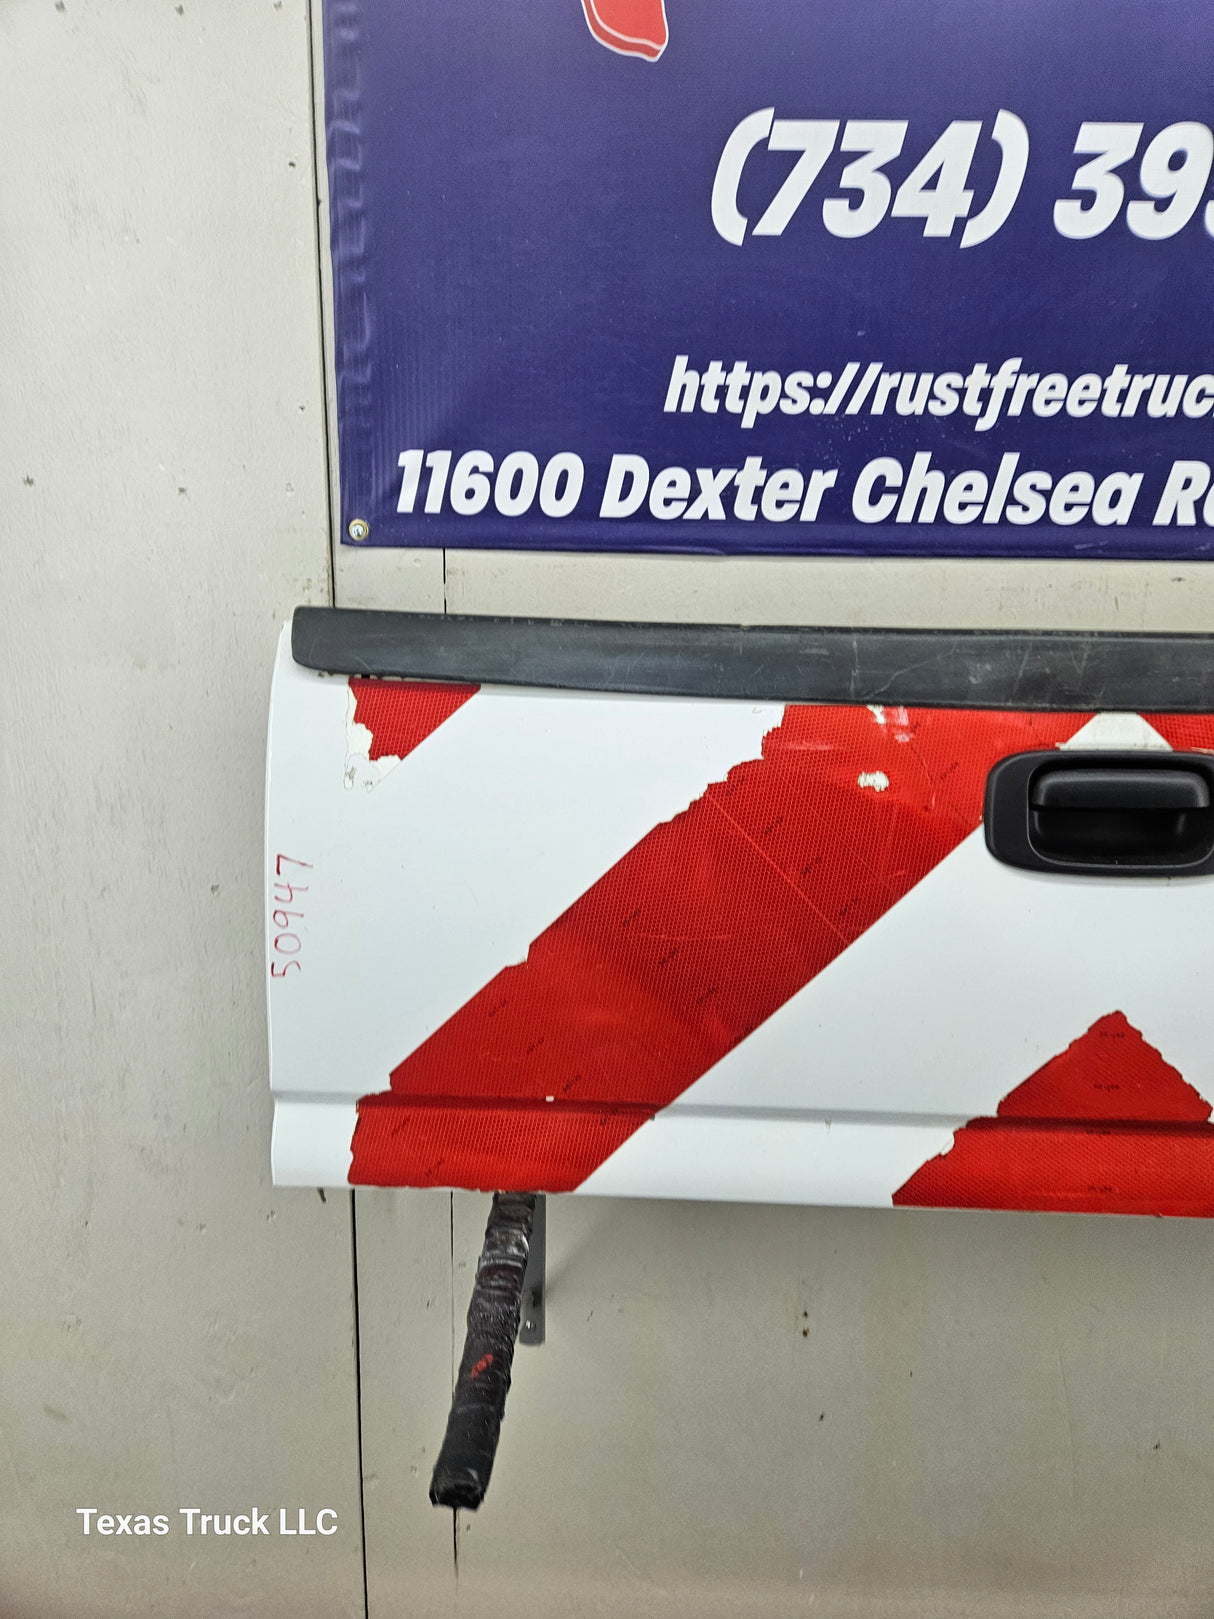 (734) 39
https://rustfreetruc
11600 Dexter Chelsea R
50947
Texas Truck LLC